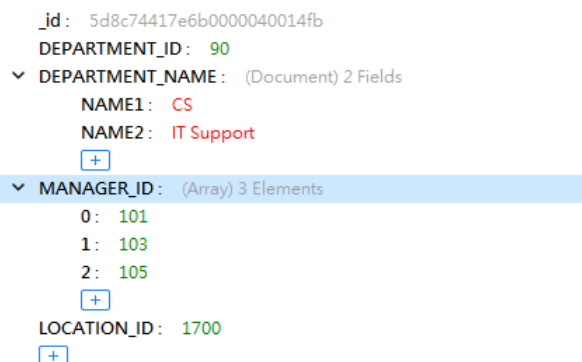 _id : 5d8c74417e6b0000040014fb
DEPARTMENT_ID : 90
DEPARTMENT_NAME : (Document) 2 Fields
NAME1 : CS
NAME2 : IT Support
+
MANAGER_ID : (Array) 3 Elements
0 : 101
1 : 103
2 : 105
+
LOCATION_ID : 1700
+